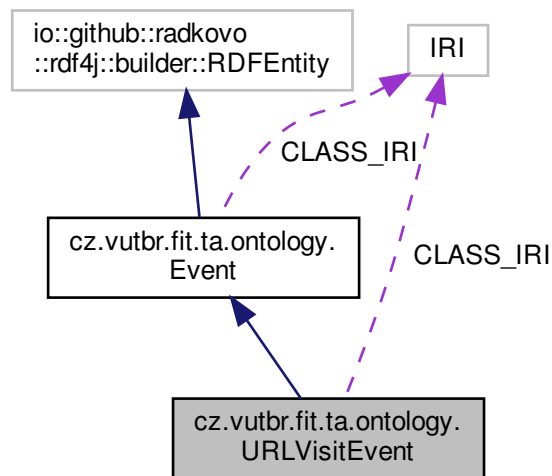 io::github::radkovo
::rdf4j::builder::RDFEntity
IRI
CLASS_IRI
cz.vutbr.fit.ta.ontology.
Event
CLASS_IRI
cz.vutbr.fit.ta.ontology.
URLVisitEvent